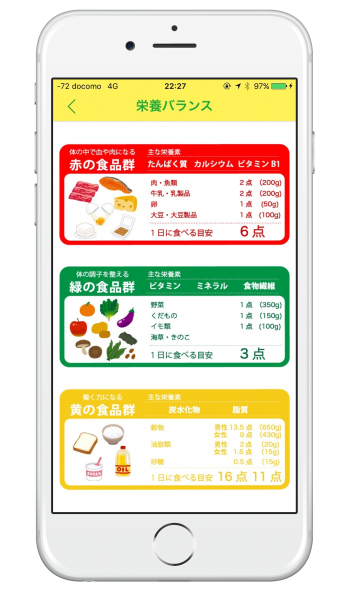 -72 docomo 4G 22:27 97%
栄養バランス
体の中で血や肉になる 主な栄養素
赤の食品群 たんぱく質 カルシウム ビタミンB1
肉・魚類 2点 (200g)
牛乳・乳製品 2点 (200g)
卵 1点 (50g)
大豆・大豆製品 1点 (100g)
1日に食べる目安 6点
体の調子を整える 主な栄養素
緑の食品群 ビタミン ミネラル 食物繊維
野菜 1点 (350g)
くだもの 1点 (150g)
イモ類 1点 (100g)
海草・きのこ
1日に食べる目安 3点
働く力になる 主な栄養素
黄の食品群 炭水化物 脂質
穀物 男性 13.5点 (650g)
女性 9点 (430g)
油脂類 男性 2点 (20g)
女性 1.5点 (15g)
砂糖 0.5点 (15g)
OIL
1日に食べる目安 16点 11点